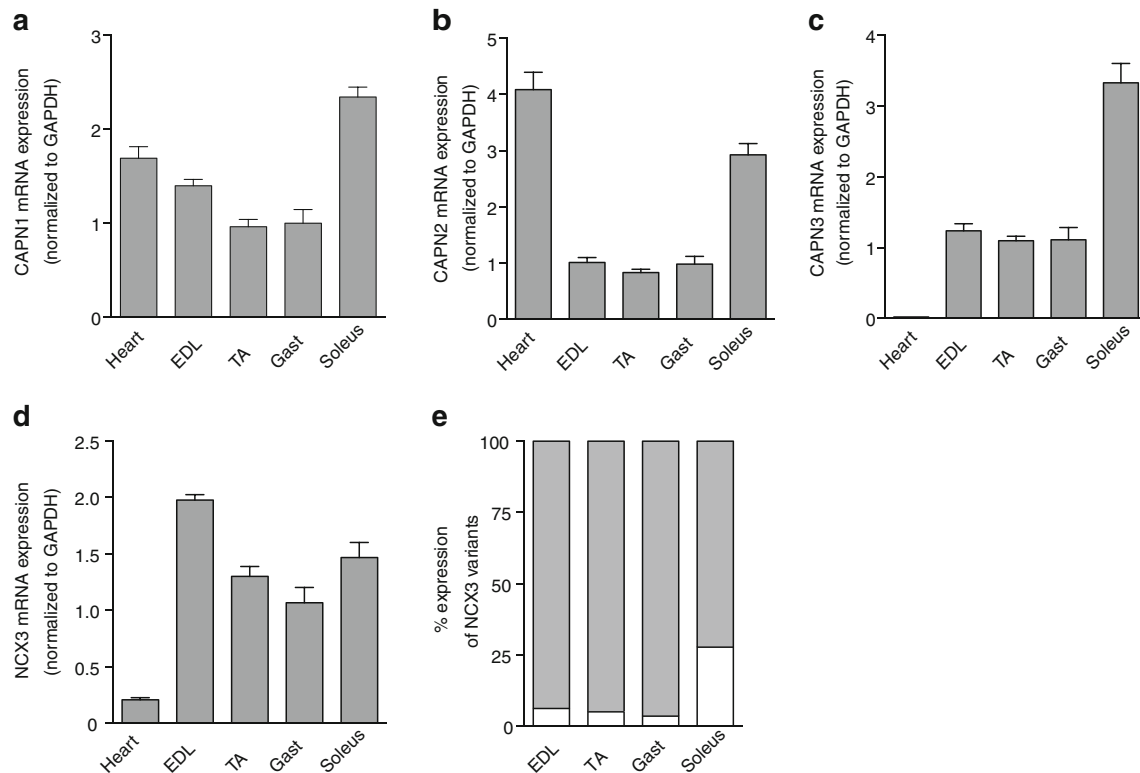 a
CAPN1 mRNA expression
(normalized to GAPDH)
3
2
1
0
Heart
EDL
TA
Gast
Soleus
b
CAPN2 mRNA expression
(normalized to GAPDH)
5
4
3
2
1
0
Heart
EDL
TA
Gast
Soleus
c
CAPN3 mRNA expression
(normalized to GAPDH)
4
3
2
1
0
Heart
EDL
TA
Gast
Soleus
d
NCX3 mRNA expression
(normalized to GAPDH)
2.5
2.0
1.5
1.0
0.5
0
Heart
EDL
TA
Gast
Soleus
e
% expression
of NCX3 variants
100
75
50
25
0
EDL
TA
Gast
Soleus